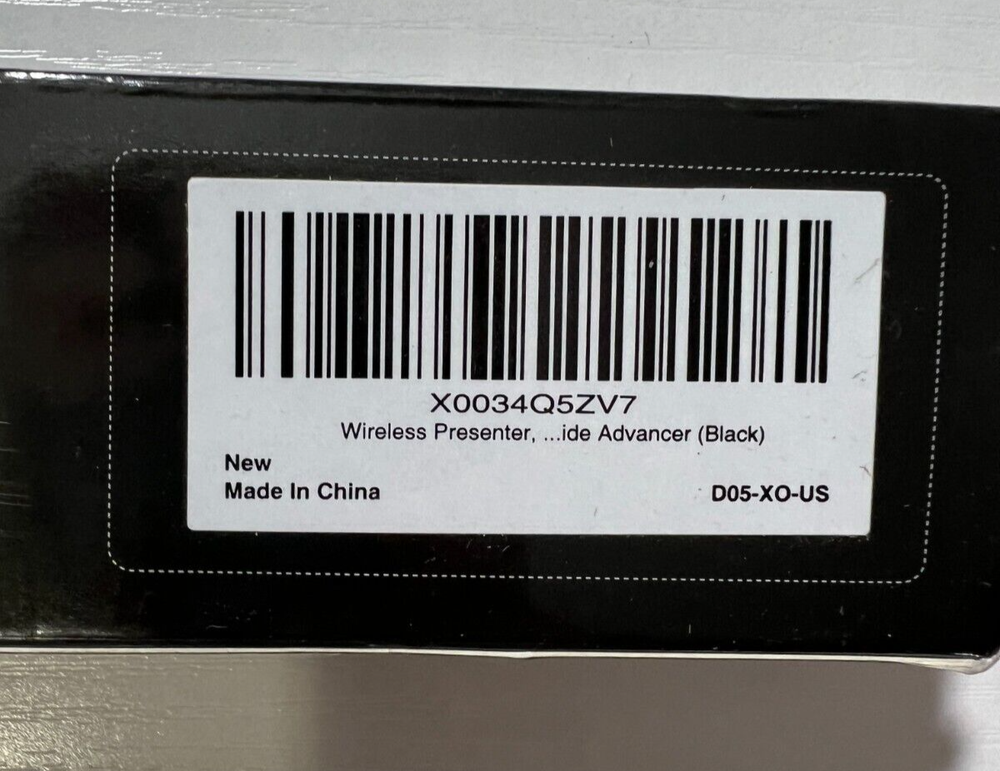 X0034Q5ZV7
Wireless Presenter, ...ide Advancer (Black)
New
Made In China
D05-XO-US